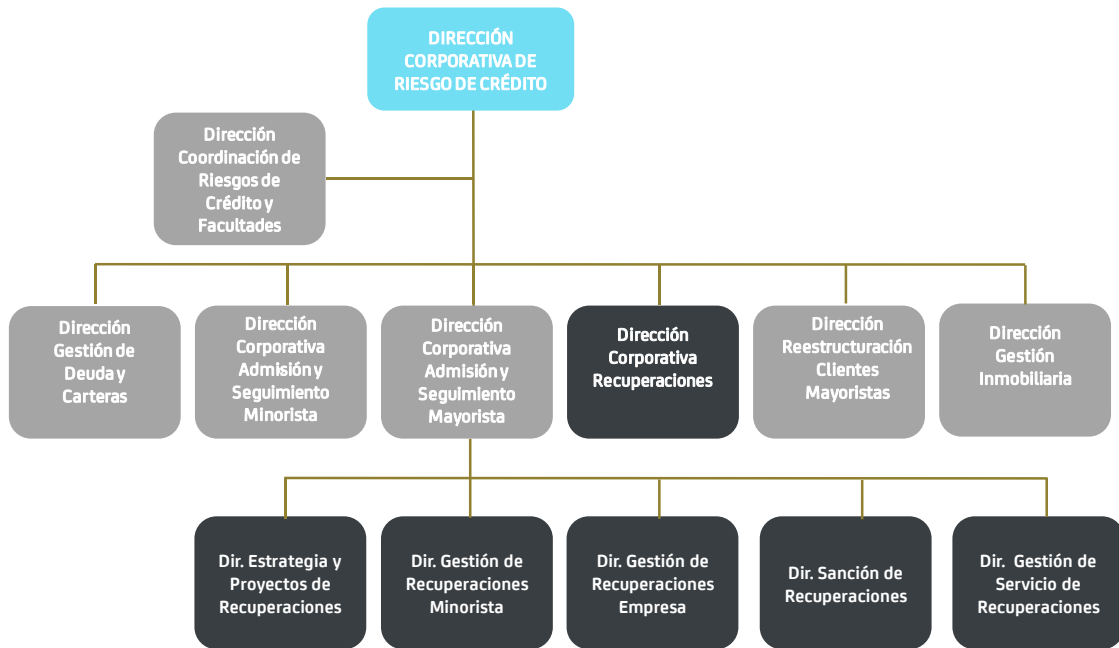 DIRECCIÓN
CORPORATIVA DE
RIESGO DE CRÉDITO
Dirección
Coordinación de
Riesgos de
Crédito y
Facultades
Dirección
Gestión de
Deuda y
Carteras
Dirección
Corporativa
Admisión y
Seguimiento
Minorista
Dirección
Corporativa
Admisión y
Seguimiento
Mayorista
Dirección
Corporativa
Recuperaciones
Dirección
Reestructuración
Clientes
Mayoristas
Dirección
Gestión
Inmobiliaria
Dir. Estrategia y
Proyectos de
Recuperaciones
Dir. Gestión de
Recuperaciones
Minorista
Dir. Gestión de
Recuperaciones
Empresa
Dir. Sanción de
Recuperaciones
Dir. Gestión de
Servicio de
Recuperaciones